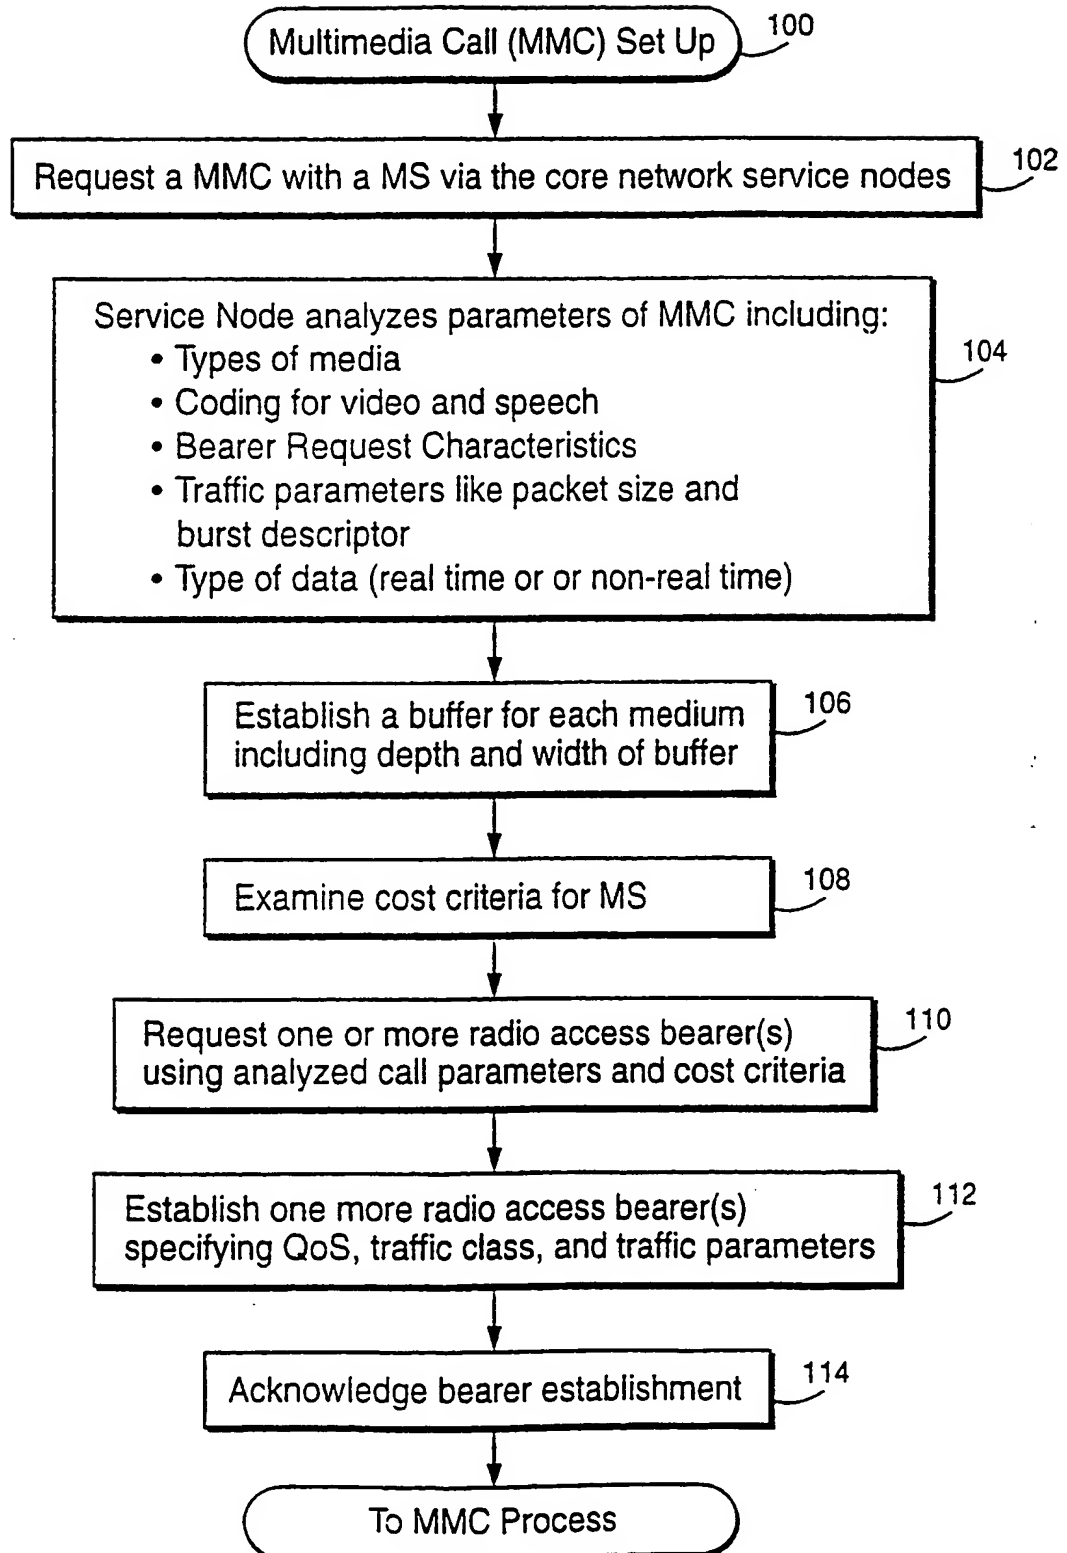 Multimedia Call (MMC) Set Up
100
Request a MMC with a MS via the core network service nodes
102
Service Node analyzes parameters of MMC including:
• Types of media
• Coding for video and speech
• Bearer Request Characteristics
• Traffic parameters like packet size and
burst descriptor
• Type of data (real time or or non-real time)
104
Establish a buffer for each medium
including depth and width of buffer
106
Examine cost criteria for MS
108
Request one or more radio access bearer(s)
using analyzed call parameters and cost criteria
110
Establish one more radio access bearer(s)
specifying QoS, traffic class, and traffic parameters
112
Acknowledge bearer establishment
114
To MMC Process